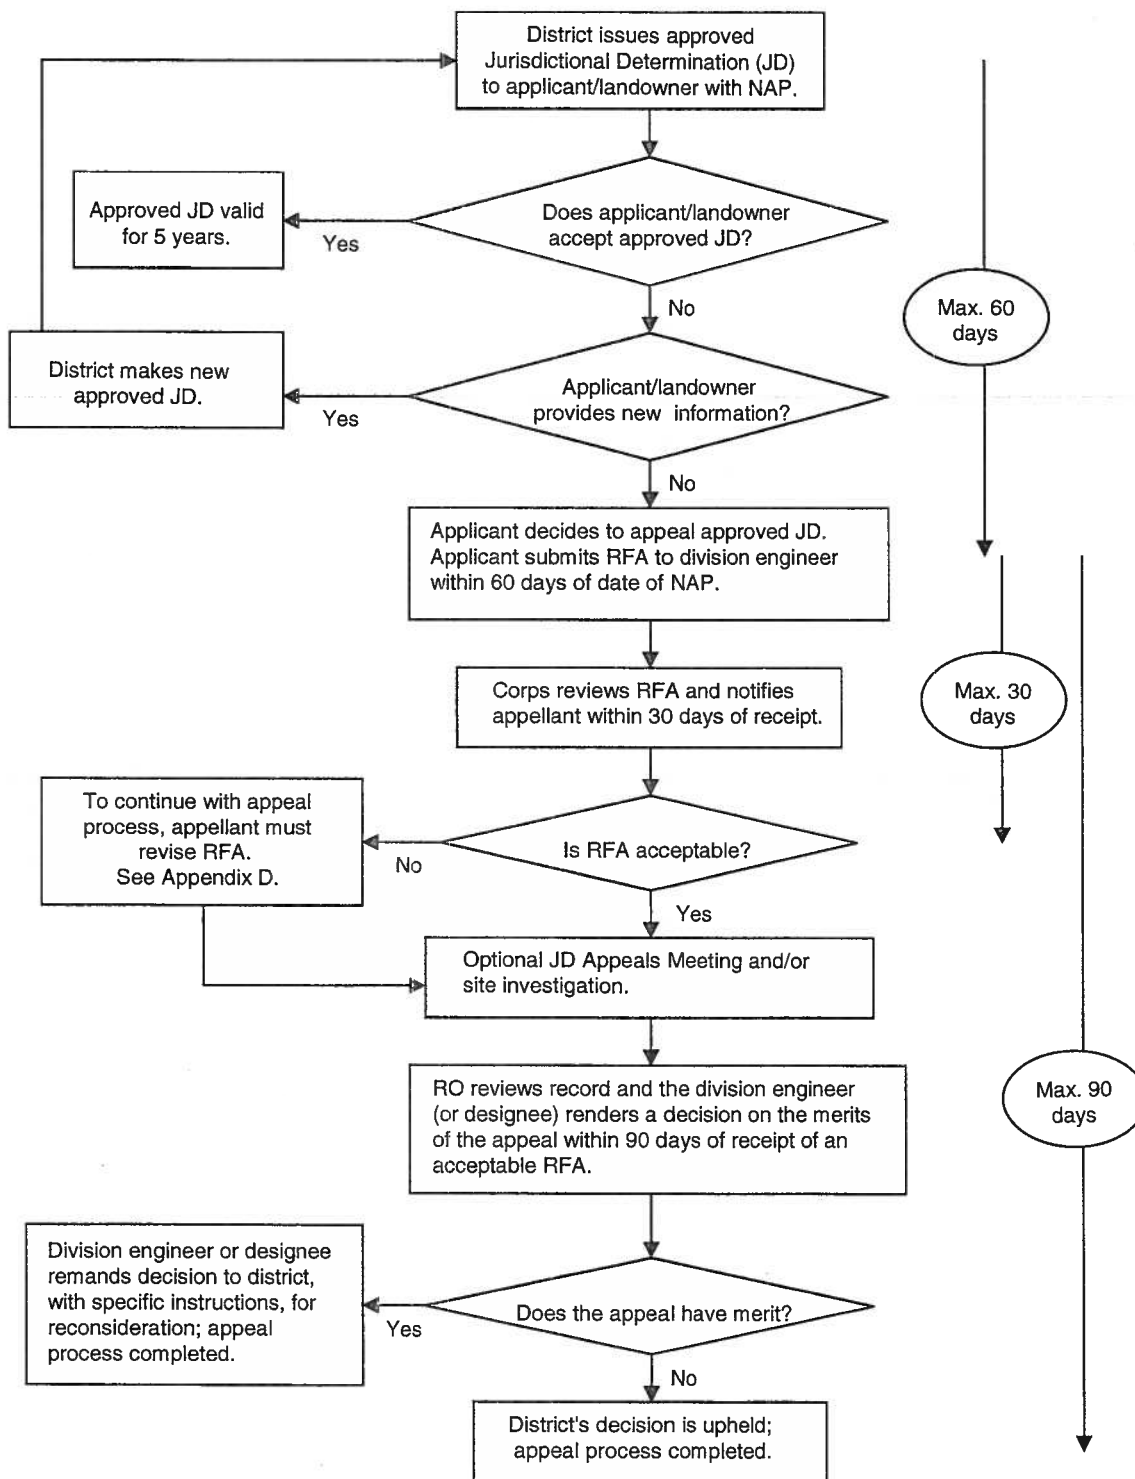 District issues approved
Jurisdictional Determination (JD)
to applicant/landowner with NAP.
Approved JD valid
for 5 years.
Yes
Does applicant/landowner
accept approved JD?
No
Max. 60
days
District makes new
approved JD.
Yes
Applicant/landowner
provides new information?
No
Applicant decides to appeal approved JD.
Applicant submits RFA to division engineer
within 60 days of date of NAP.
Corps reviews RFA and notifies
appellant within 30 days of receipt.
Max. 30
days
To continue with appeal
process, appellant must
revise RFA.
See Appendix D.
No
Is RFA acceptable?
Yes
Optional JD Appeals Meeting and/or
site investigation.
RO reviews record and the division engineer
(or designee) renders a decision on the merits
of the appeal within 90 days of receipt of an
acceptable RFA.
Max. 90
days
Division engineer or designee
remands decision to district,
with specific instructions, for
reconsideration; appeal
process completed.
Yes
Does the appeal have merit?
No
District's decision is upheld;
appeal process completed.